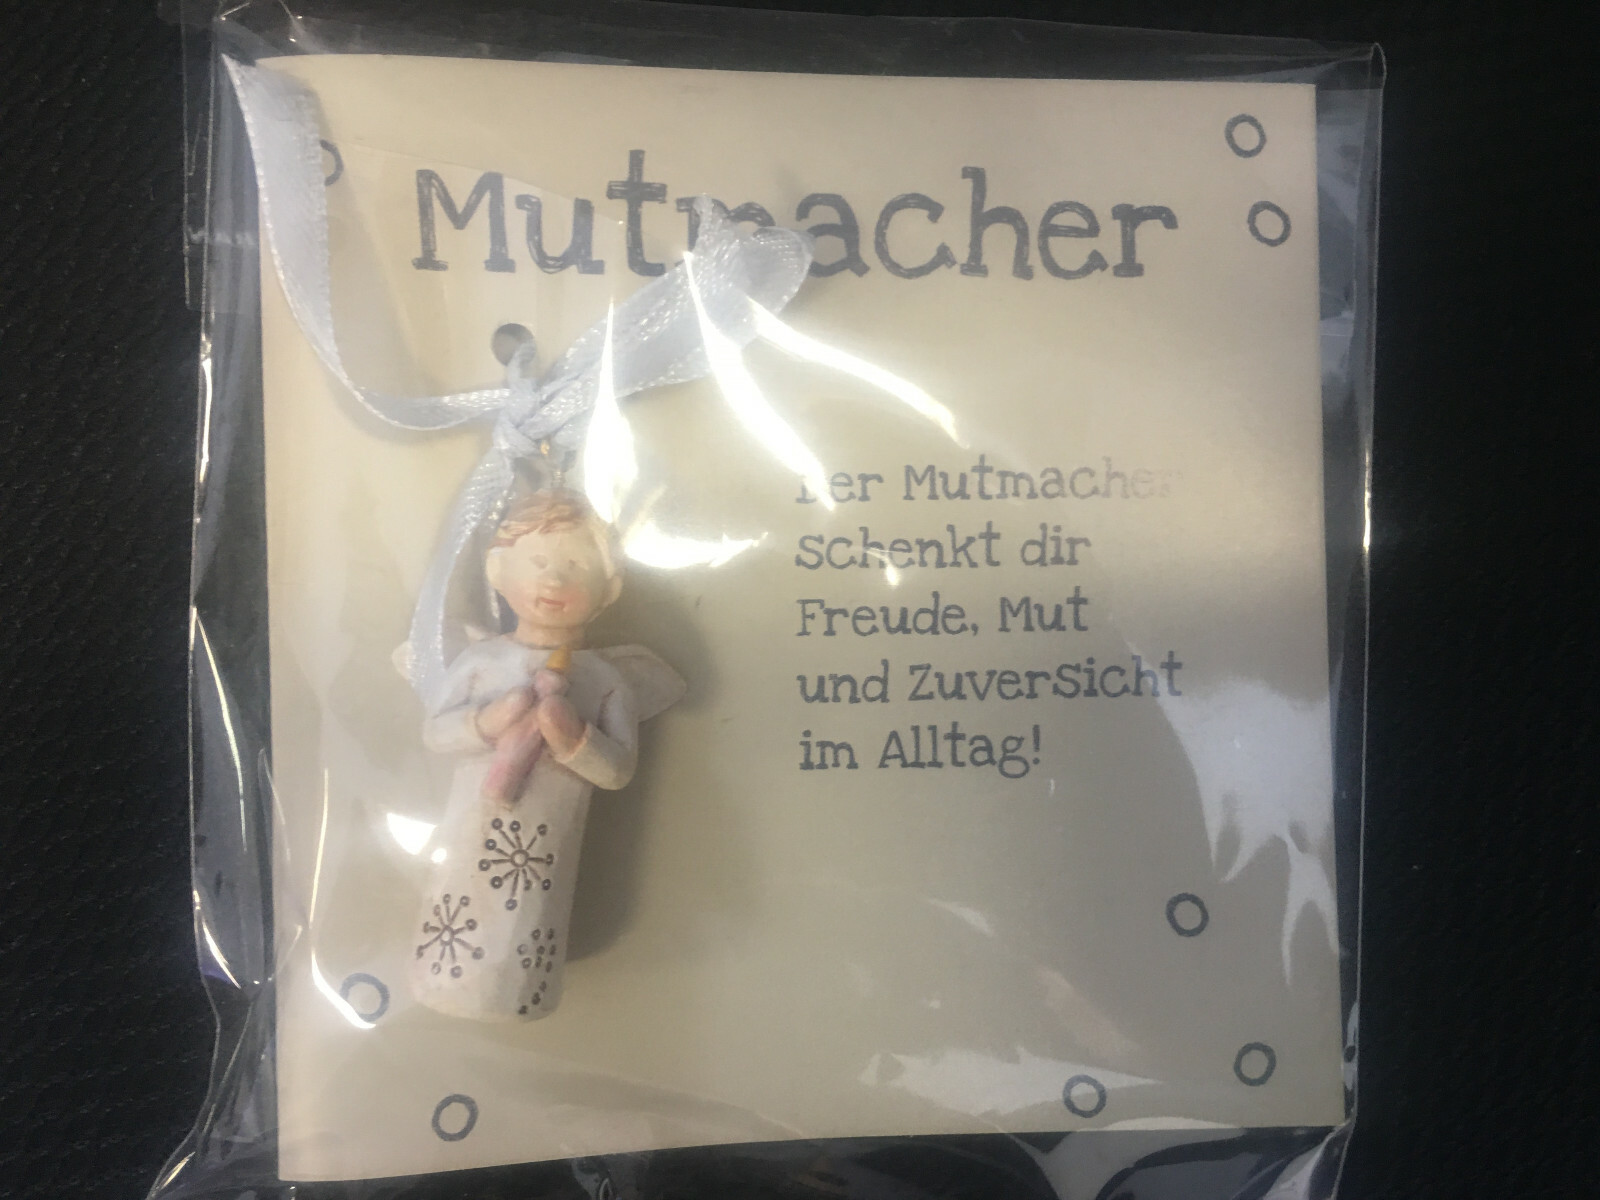 Mutmacher
Der Mutmacher
schenkt dir
Freude, Mut
und Zuversicht
im Alltag!